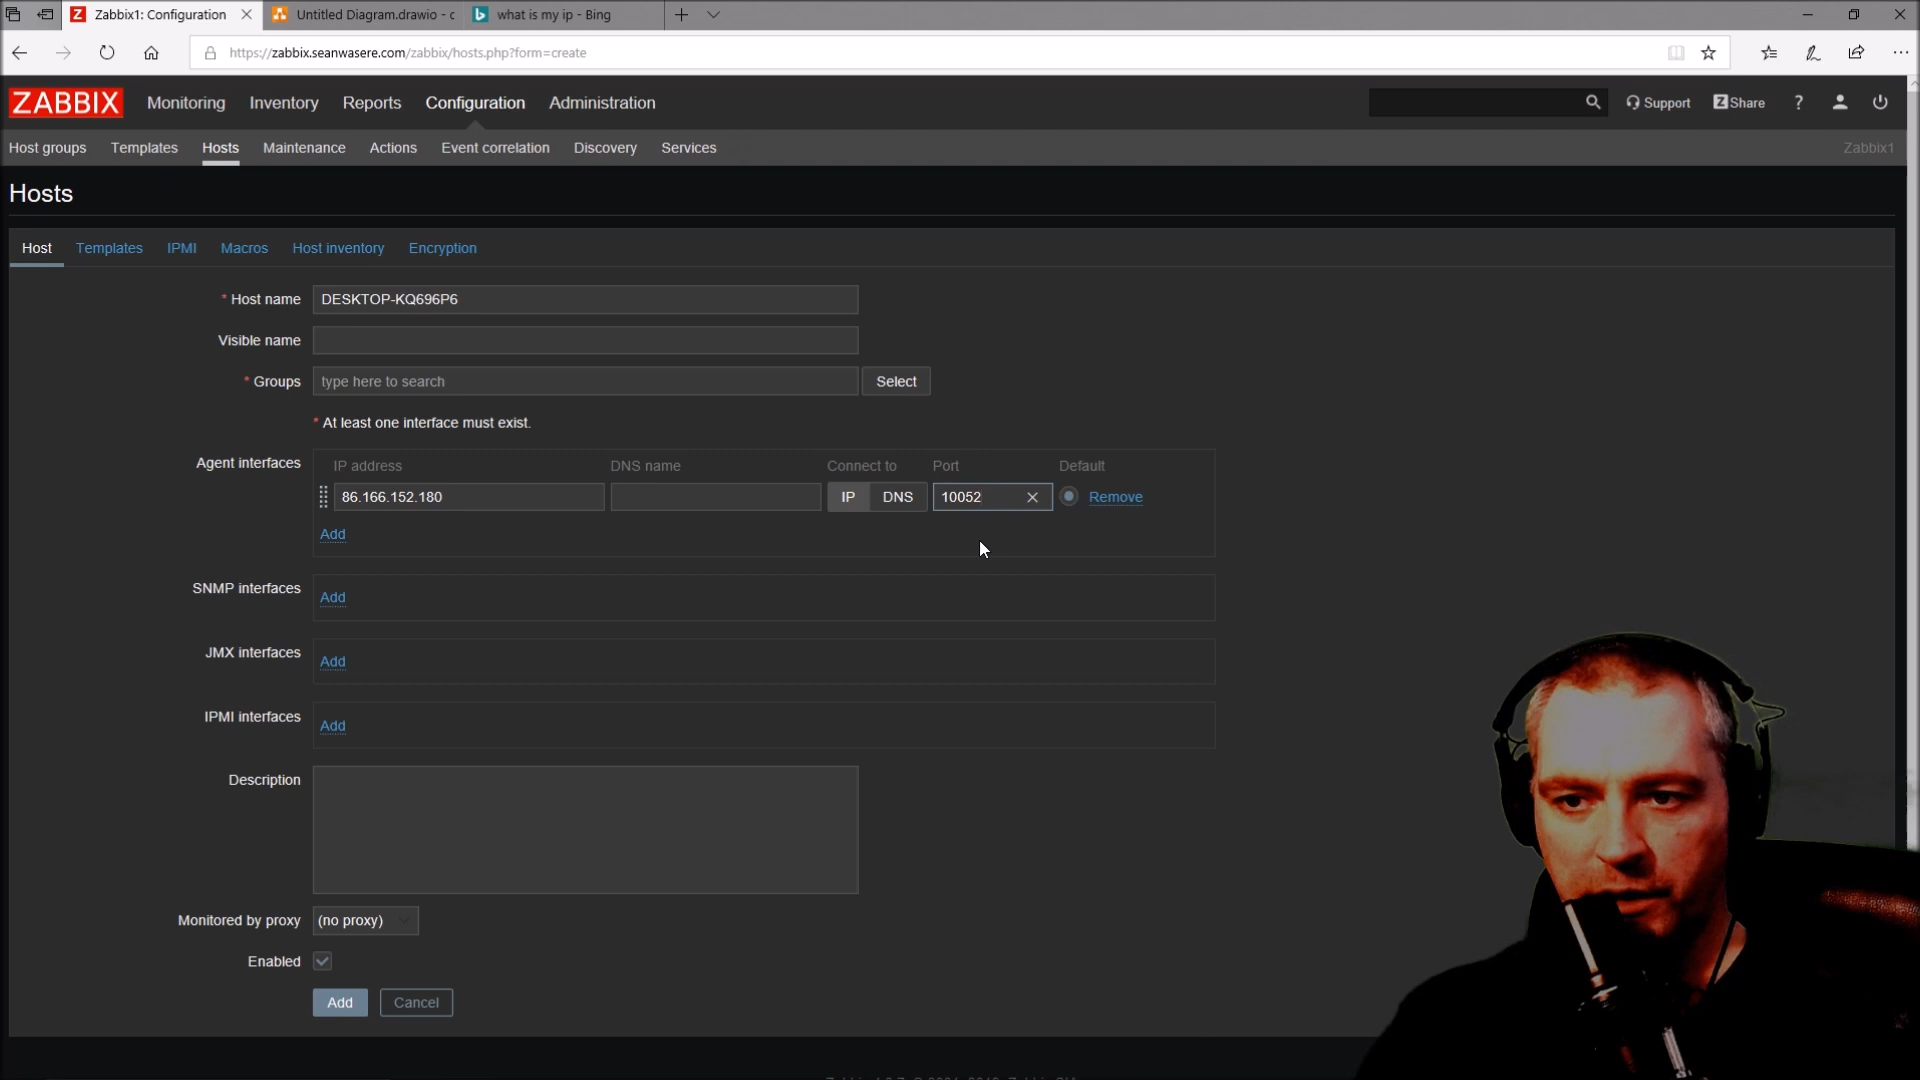 Zabbix1: Configuration
Untitled Diagram.drawio - c
what is my ip - Bing
https://zabbix.seanwasere.com/zabbix/hosts.php?form=create
ZABBIX Monitoring Inventory Reports Configuration Administration
Support
Share
?
Host groups Templates Hosts Maintenance Actions Event correlation Discovery Services
Zabbix1
Hosts
Host Templates IPMI Macros Host inventory Encryption
* Host name DESKTOP-KQ696P6
Visible name
* Groups type here to search Select
* At least one interface must exist.
Agent interfaces IP address DNS name Connect to Port Default
86.166.152.180 IP DNS 10052 Remove
Add
SNMP interfaces Add
JMX interfaces Add
IPMI interfaces Add
Description
Monitored by proxy (no proxy)
Enabled
Add Cancel